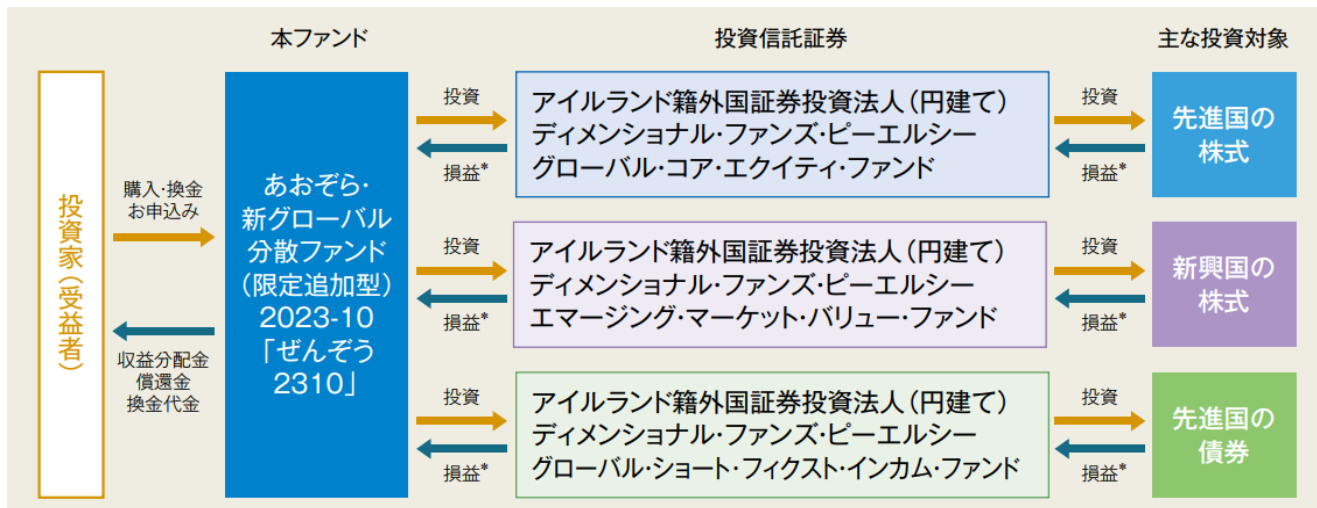 本ファンド
投資信託証券
主な投資対象
投資家(受益者)
購入・換金
お申込み
収益分配金
償還金
換金代金
あおぞら・
新グローバル
分散ファンド
(限定追加型)
2023-10
「ぜんぞう
2310」
投資
損益*
アイルランド籍外国証券投資法人(円建て)
ディメンショナル・ファンズ・ピーエルシー
グローバル・コア・エクイティ・ファンド
投資
損益*
先進国の
株式
投資
損益*
アイルランド籍外国証券投資法人(円建て)
ディメンショナル・ファンズ・ピーエルシー
エマージング・マーケット・バリュー・ファンド
投資
損益*
新興国の
株式
投資
損益*
アイルランド籍外国証券投資法人(円建て)
ディメンショナル・ファンズ・ピーエルシー
グローバル・ショート・フィクスト・インカム・ファンド
投資
損益*
先進国の
債券